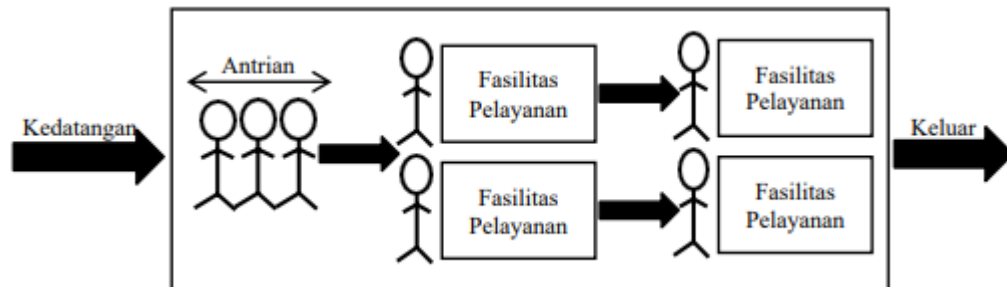 Kedatangan
Antrian
Fasilitas
Pelayanan
Fasilitas
Pelayanan
Fasilitas
Pelayanan
Fasilitas
Pelayanan
Keluar